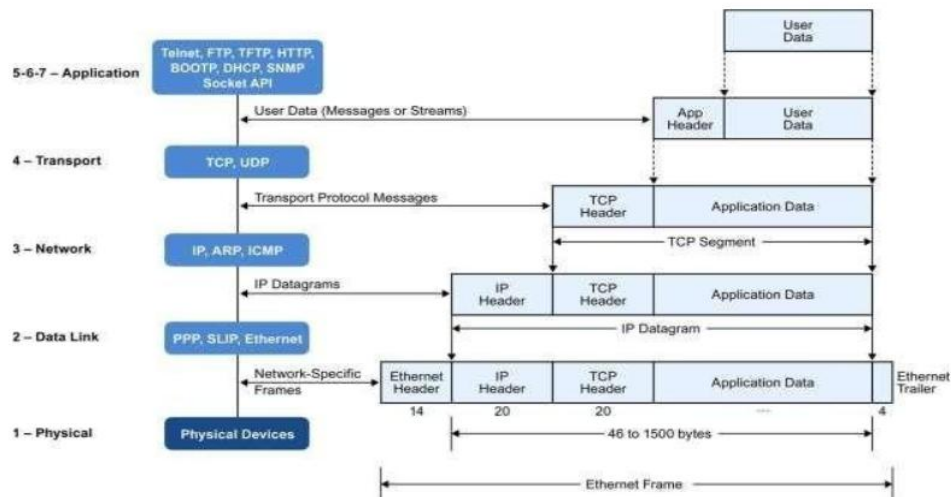 User
Data
Telnet, FTP, TFTP, HTTP,
BOOTP, DHCP, SNMP
Socket API
5-6-7 – Application
User Data (Messages or Streams)
App
Header
User
Data
4 – Transport
TCP, UDP
Transport Protocol Messages
TCP
Header
Application Data
TCP Segment
3 – Network
IP, ARP, ICMP
IP Datagrams
IP
Header
TCP
Header
Application Data
IP Datagram
2 – Data Link
PPP, SLIP, Ethernet
Network-Specific
Frames
Ethernet
Header
IP
Header
TCP
Header
Application Data
Ethernet
Trailer
14
20
20
....
4
1 – Physical
Physical Devices
46 to 1500 bytes
Ethernet Frame